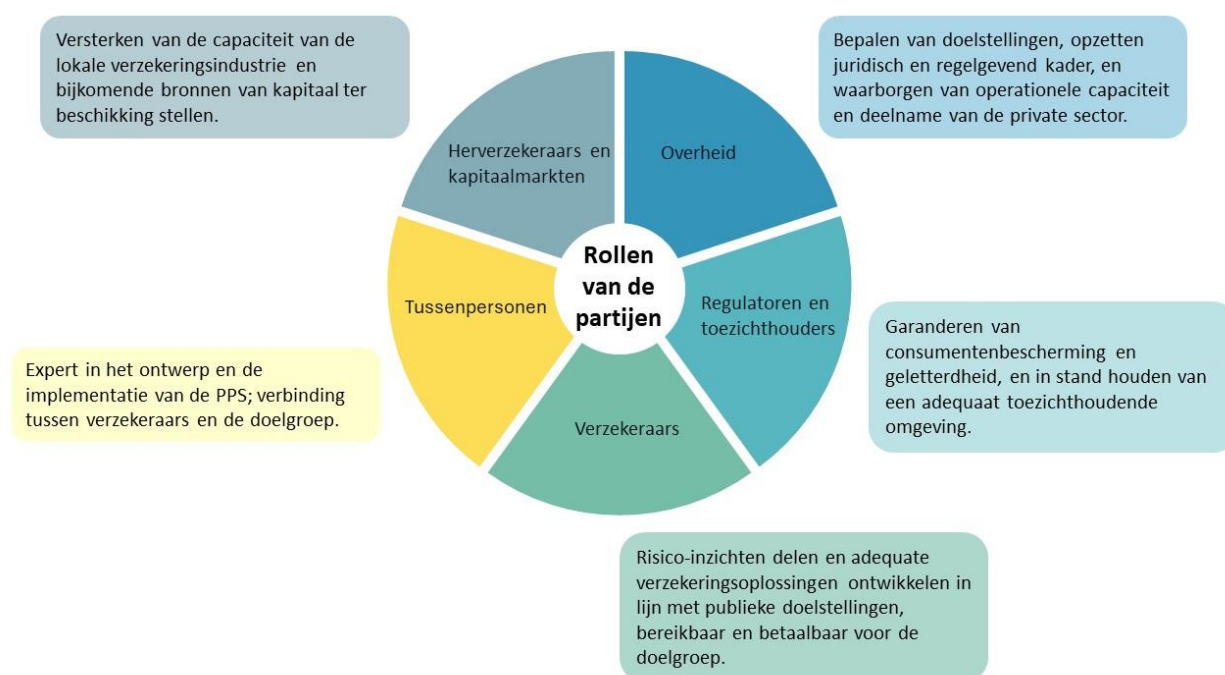 Versterken van de capaciteit van de
lokale verzekeringsindustrie en
bijkomende bronnen van kapitaal ter
beschikking stellen.
Bepalen van doelstellingen, opzetten
juridisch en regelgevend kader, en
waarborgen van operationele capaciteit
en deelname van de private sector.
Herverzekeraars en
kapitaalmarkten
Overheid
Rollen
van de
partijen
Tussenpersonen
Regulatoren en
toezichthouders
Garanderen van
consumentenbescherming en
geletterdheid, en in stand houden van
een adequaat toezichthoudende
omgeving.
Expert in het ontwerp en de
implementatie van de PPS; verbinding
tussen verzekeraars en de doelgroep.
Verzekeraars
Risico-inzichten delen en adequate
verzekeringsoplossingen ontwikkelen in
lijn met publieke doelstellingen,
bereikbaar en betaalbaar voor de
doelgroep.